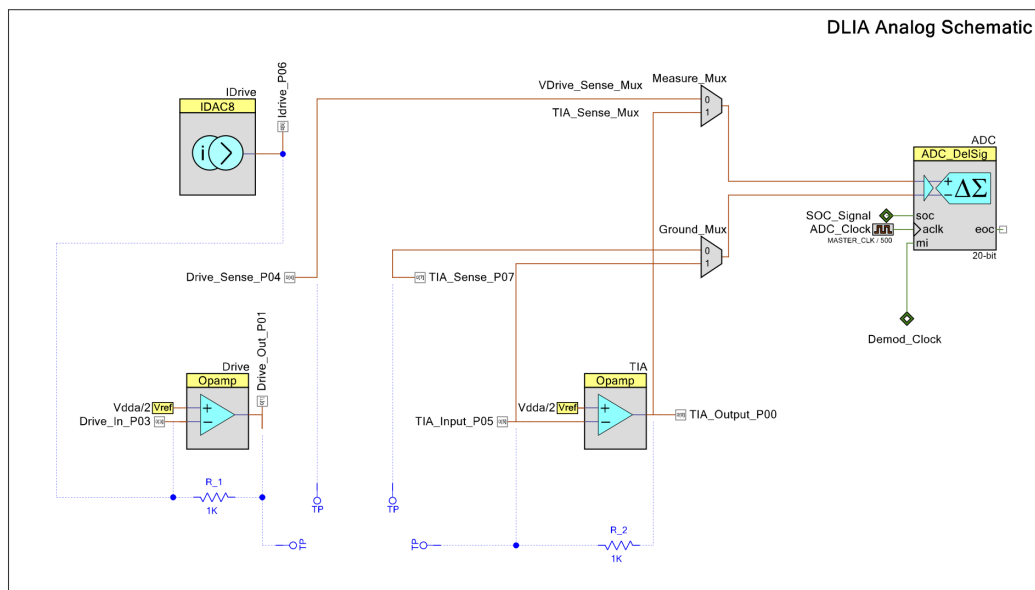 DLIA Analog Schematic
IDrive
IDAC8
i
Idrive_P06
VDrive_Sense_Mux
TIA_Sense_Mux
Measure_Mux
0
1
ADC
ADC_DelSig
+
-
ΔΣ
SOC_Signal
soc
ADC_Clock
aclk
MASTER_CLK / 500
mi
eoc
20-bit
Demod_Clock
Ground_Mux
0
1
Drive_Sense_P04
TIA_Sense_P07
Drive
Opamp
Drive_Out_P01
Vdda/2
Vref
Drive_In_P03
+
-
TIA
Opamp
Vdda/2
Vref
TIA_Input_P05
+
-
TIA_Output_P00
R_1
1K
TP
TP
TP
TP
R_2
1K